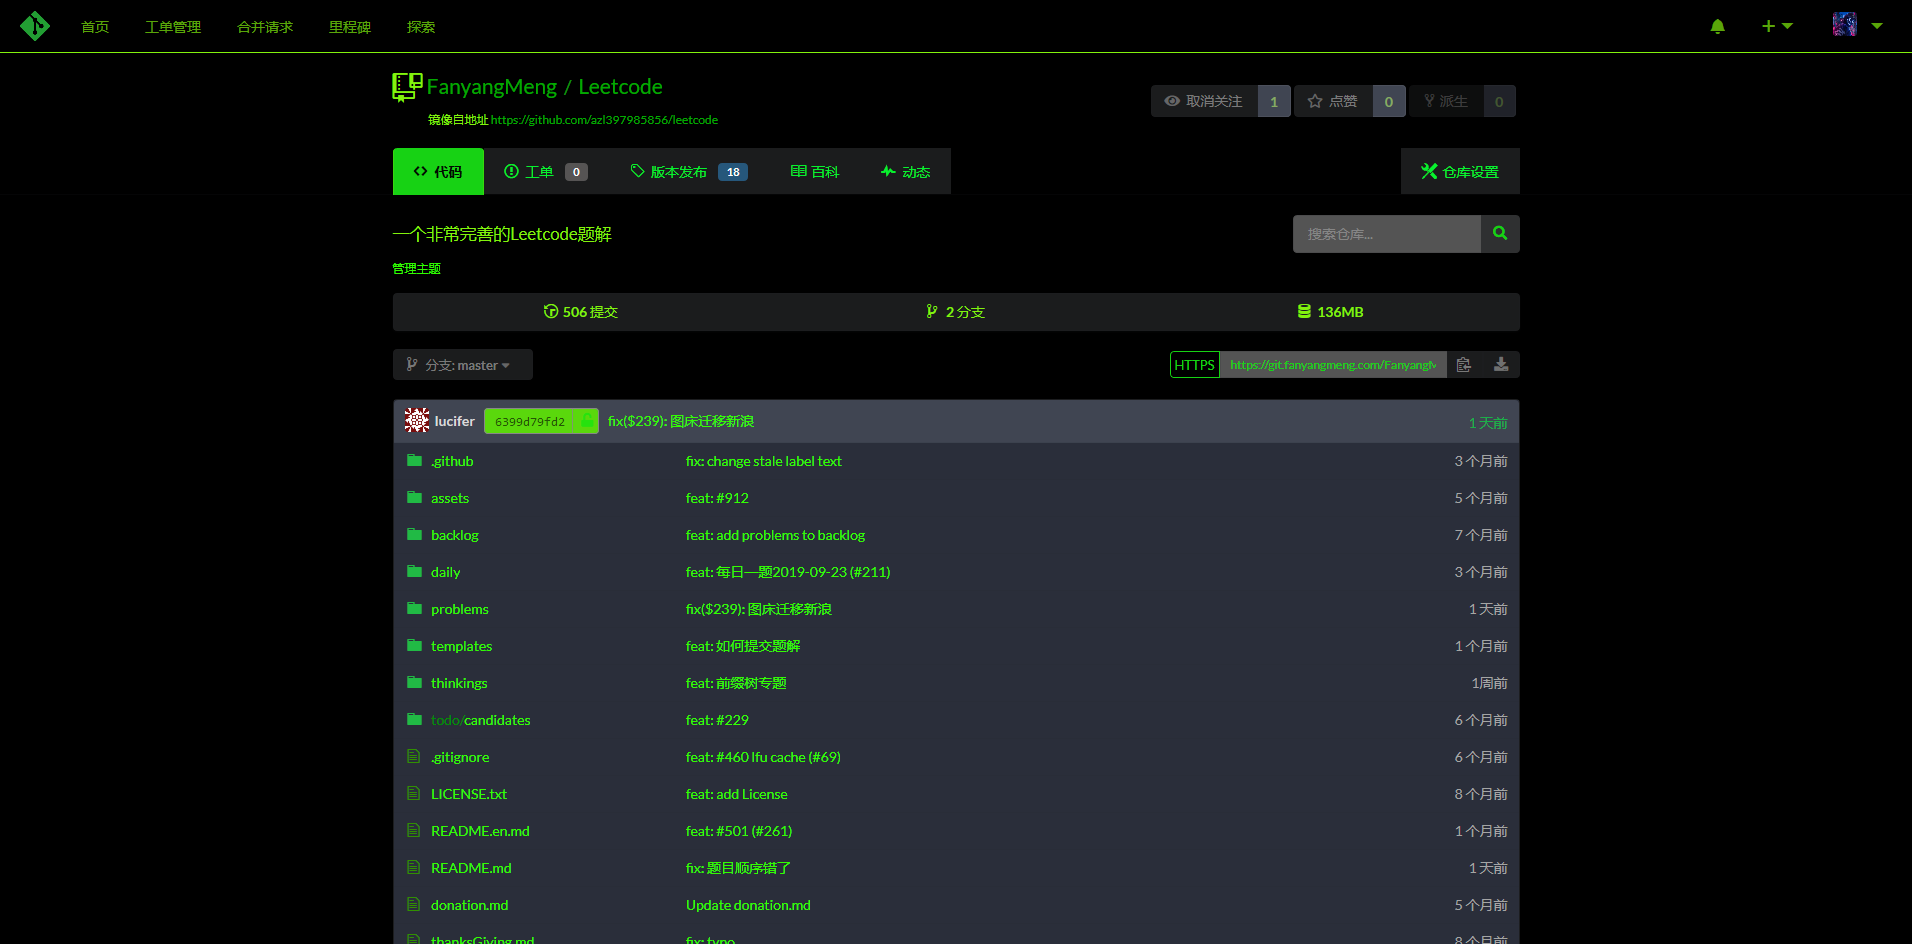 首页 工单管理 合并请求 里程碑 探索
FanyangMeng / Leetcode
取消关注 1 点赞 0 派生 0
镜像自地址 https://github.com/azl397985856/leetcode
代码 工单 0 版本发布 18 百科 动态 仓库设置
一个非常完善的Leetcode题解 搜索仓库...
管理主题
506 提交 2 分支 136MB
分支: master HTTPS https://git.fanyangmeng.com/FanyangM
lucifer 6399d79fd2 fix($239): 图床迁移新浪 1 天前
.github fix: change stale label text 3 个月前
assets feat: #912 5 个月前
backlog feat: add problems to backlog 7 个月前
daily feat: 每日一题2019-09-23 (#211) 3 个月前
problems fix($239): 图床迁移新浪 1 天前
templates feat: 如何提交题解 1 个月前
thinkings feat: 前缀树专题 1周前
todo/candidates feat: #229 6 个月前
.gitignore feat: #460 lfu cache (#69) 6 个月前
LICENSE.txt feat: add License 8 个月前
README.en.md feat: #501 (#261) 1 个月前
README.md fix: 题目顺序错了 1 天前
donation.md Update donation.md 5 个月前
thanksGiving.md fix: typo 8 个月前